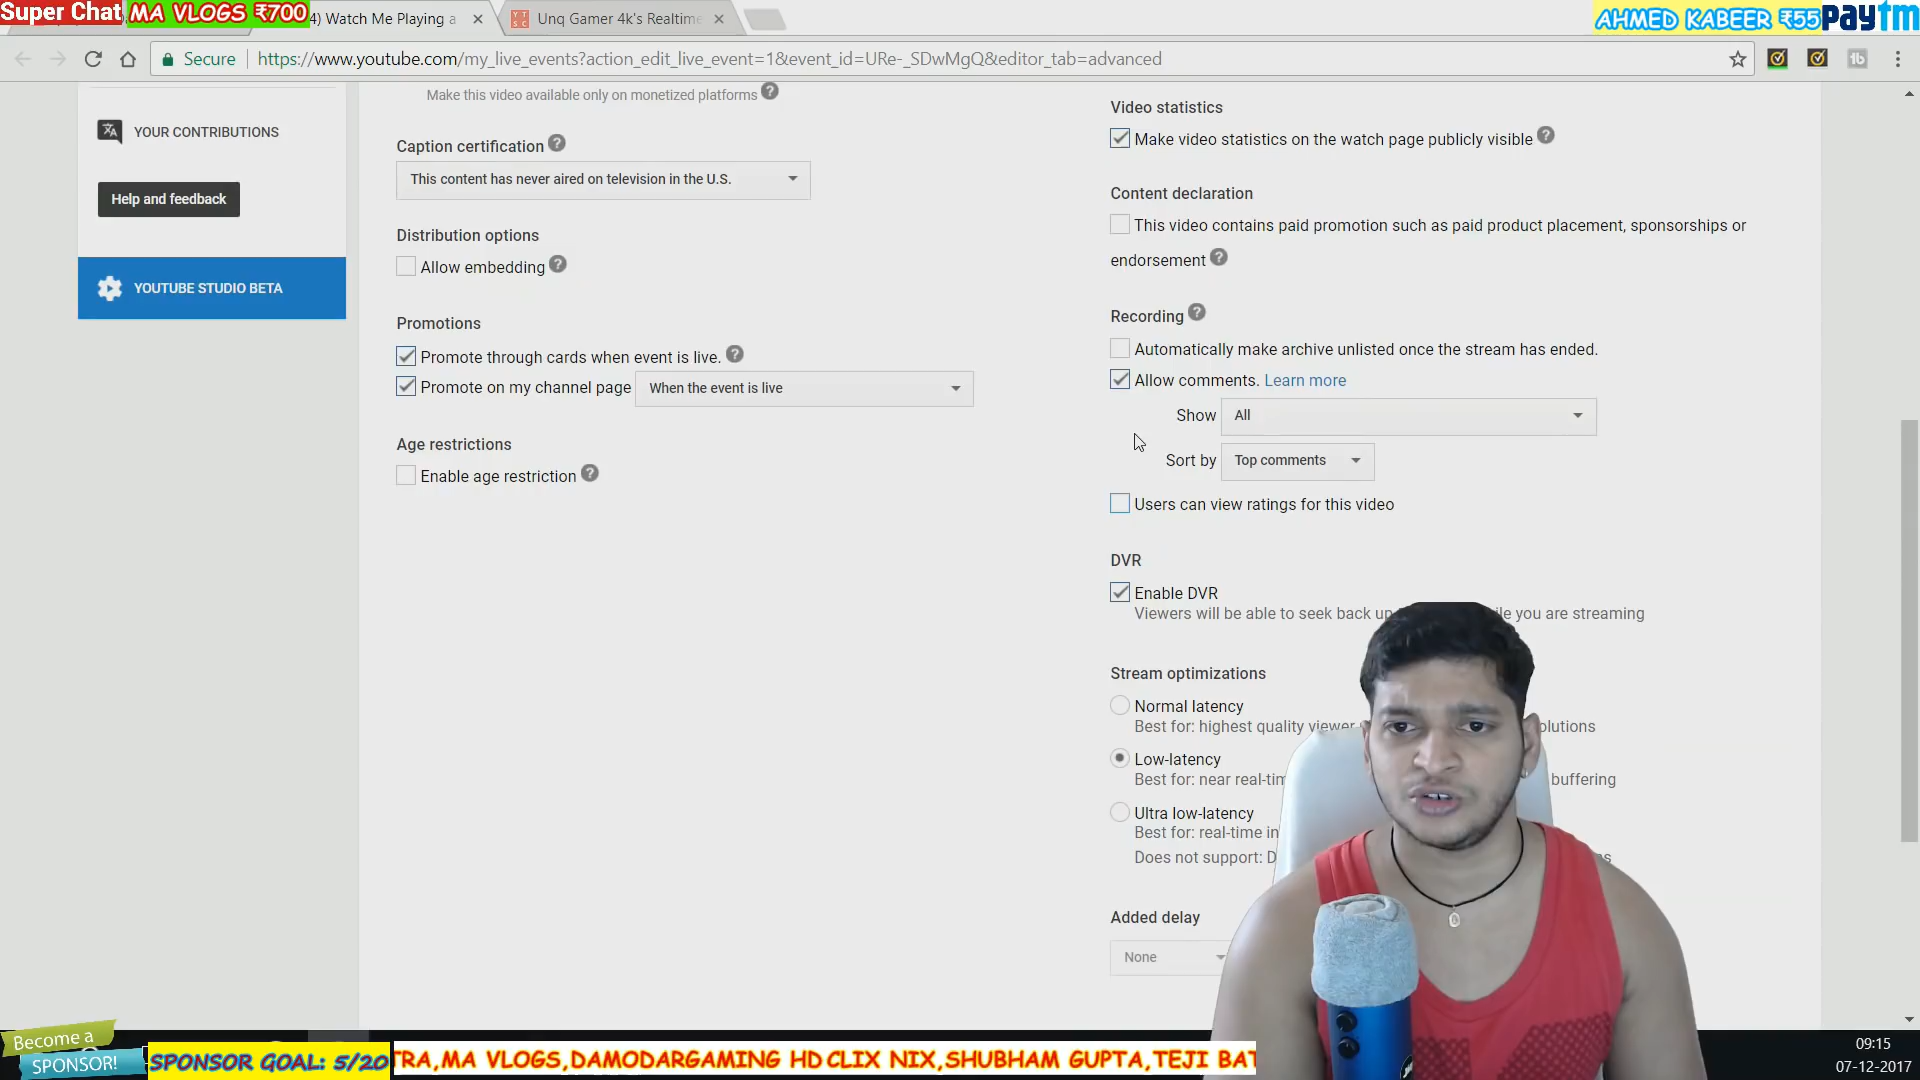 Super Chat MA VLOGS ₹700
4) Watch Me Playing a
Unq Gamer 4k's Realtime
AHMED KABEER ₹55 paytm
Secure
https://www.youtube.com/my_live_events?action_edit_live_event=1&event_id=URe-_SDwMgQ&editor_tab=advanced
YOUR CONTRIBUTIONS
Help and feedback
YOUTUBE STUDIO BETA
Make this video available only on monetized platforms
Caption certification
This content has never aired on television in the U.S.
Distribution options
Allow embedding
Promotions
Promote through cards when event is live.
Promote on my channel page When the event is live
Age restrictions
Enable age restriction
Video statistics
Make video statistics on the watch page publicly visible
Content declaration
This video contains paid promotion such as paid product placement, sponsorships or
endorsement
Recording
Automatically make archive unlisted once the stream has ended.
Allow comments. Learn more
Show All
Sort by Top comments
Users can view ratings for this video
DVR
Enable DVR
Viewers will be able to seek back up you are streaming
Stream optimizations
Normal latency
Best for: highest quality viewer
Low-latency
Best for: near real-tim buffering
Ultra low-latency
Best for: real-time in
Does not support: D
Added delay
None
Become a
SPONSOR!
SPONSOR GOAL: 5/20
TRA,MA VLOGS,DAMODARGAMING HD CLIX NIX,SHUBHAM GUPTA,TEJI BAT
09:15
07-12-2017